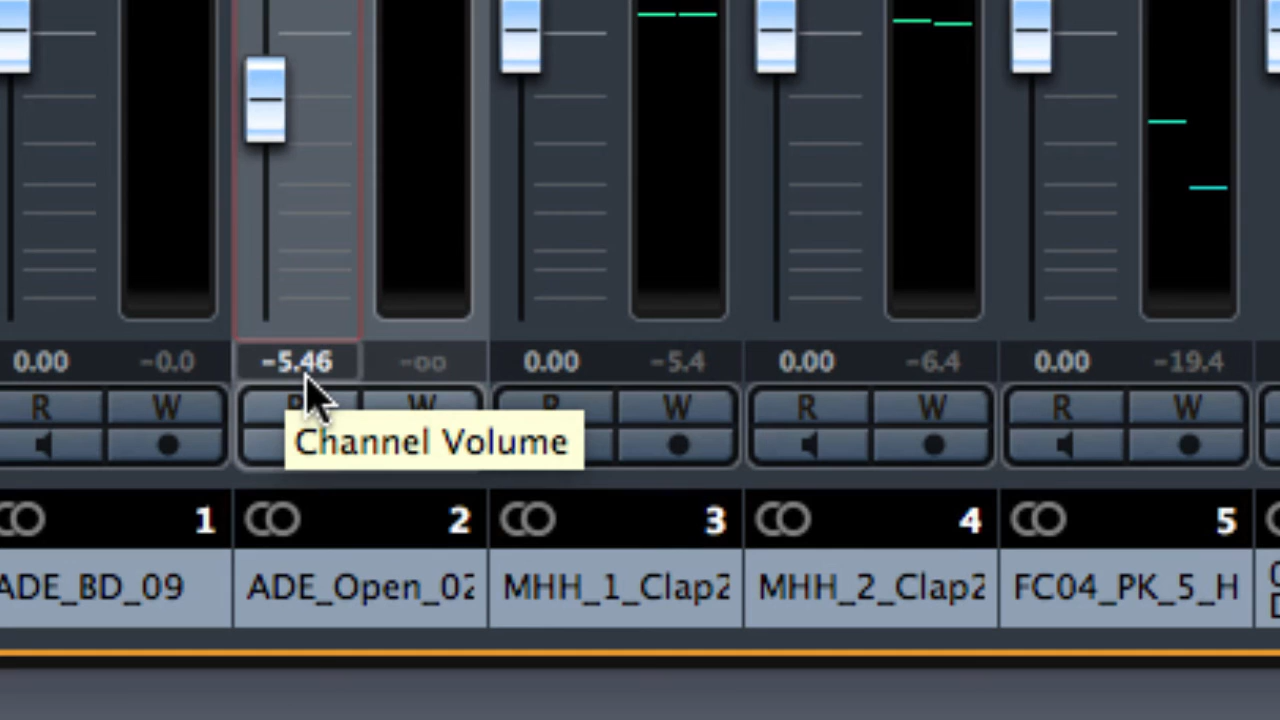 0.00 -0.0 -5.46 -oo 0.00 -5.4 0.00 -6.4 0.00 -19.4
R W W R W R W R W
Channel Volume
1 2 3 4 5
ADE_BD_09 ADE_Open_02 MHH_1_Clap2 MHH_2_Clap2 FC04_PK_5_H